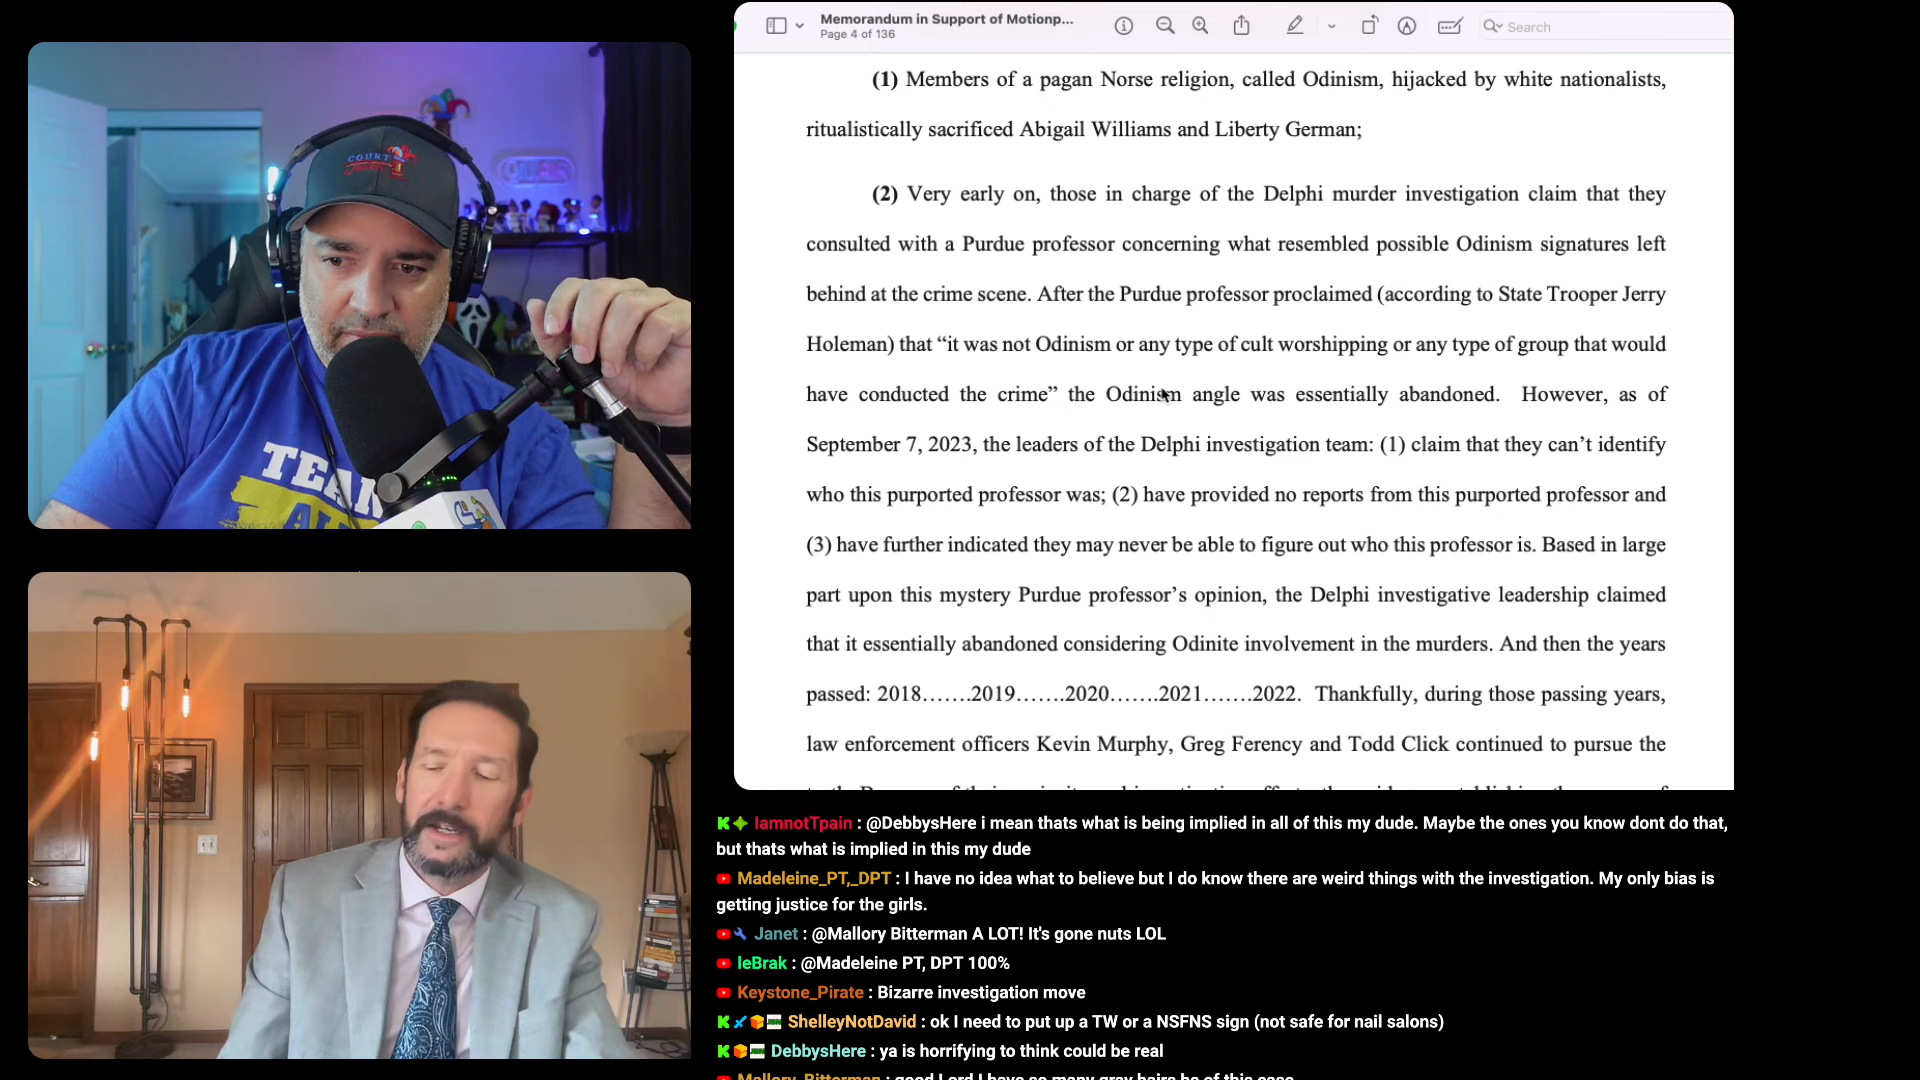 Memorandum in Support of Motionp...
Page 4 of 136
Search
(1) Members of a pagan Norse religion, called Odinism, hijacked by white nationalists,
ritualistically sacrificed Abigail Williams and Liberty German;
(2) Very early on, those in charge of the Delphi murder investigation claim that they
consulted with a Purdue professor concerning what resembled possible Odinism signatures left
behind at the crime scene. After the Purdue professor proclaimed (according to State Trooper Jerry
Holeman) that “it was not Odinism or any type of cult worshipping or any type of group that would
have conducted the crime” the Odinism angle was essentially abandoned. However, as of
September 7, 2023, the leaders of the Delphi investigation team: (1) claim that they can’t identify
who this purported professor was; (2) have provided no reports from this purported professor and
(3) have further indicated they may never be able to figure out who this professor is. Based in large
part upon this mystery Purdue professor’s opinion, the Delphi investigative leadership claimed
that it essentially abandoned considering Odinite involvement in the murders. And then the years
passed: 2018…….2019…….2020…….2021…….2022. Thankfully, during those passing years,
law enforcement officers Kevin Murphy, Greg Ferency and Todd Click continued to pursue the
COURT
TEAM
IamnotTpain : @DebbysHere i mean thats what is being implied in all of this my dude. Maybe the ones you know dont do that,
but thats what is implied in this my dude
Madeleine_PT,_DPT : I have no idea what to believe but I do know there are weird things with the investigation. My only bias is
getting justice for the girls.
Janet : @Mallory Bitterman A LOT! It's gone nuts LOL
leBrak : @Madeleine PT, DPT 100%
Keystone_Pirate : Bizarre investigation move
ShelleyNotDavid : ok I need to put up a TW or a NSFNS sign (not safe for nail salons)
DebbysHere : ya is horrifying to think could be real
Mallory_Bitterman : good Lord I have so many gray hairs bc of this case